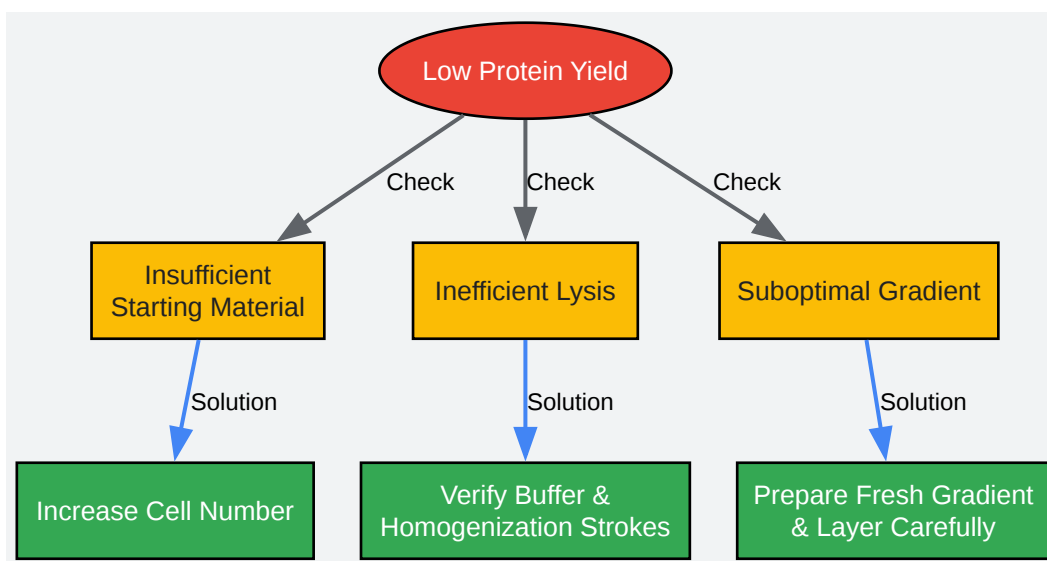 Low Protein Yield
Check
Check
Check
Insufficient
Starting Material
Inefficient Lysis
Suboptimal Gradient
Solution
Solution
Solution
Increase Cell Number
Verify Buffer &
Homogenization Strokes
Prepare Fresh Gradient
& Layer Carefully